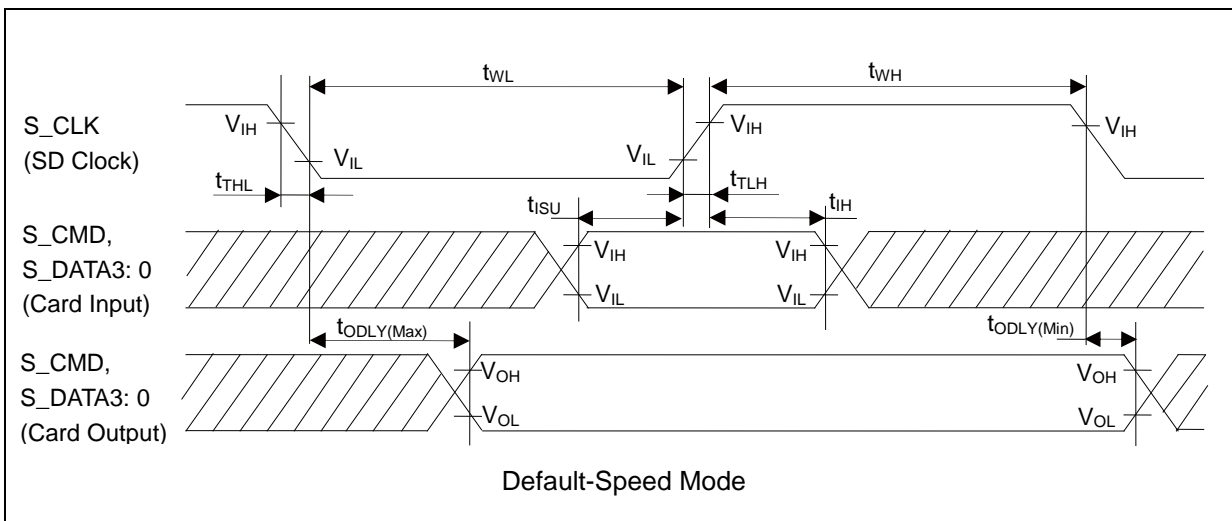 tWL
tWH
S_CLK
(SD Clock)
VIH
VIL
VIL
VIH
VIH
tTHL
tTLH
tISU
tIH
S_CMD,
S_DATA3: 0
(Card Input)
VIH
VIL
VIH
VIL
tODLY(Max)
tODLY(Min)
S_CMD,
S_DATA3: 0
(Card Output)
VOH
VOL
VOH
VOL
Default-Speed Mode